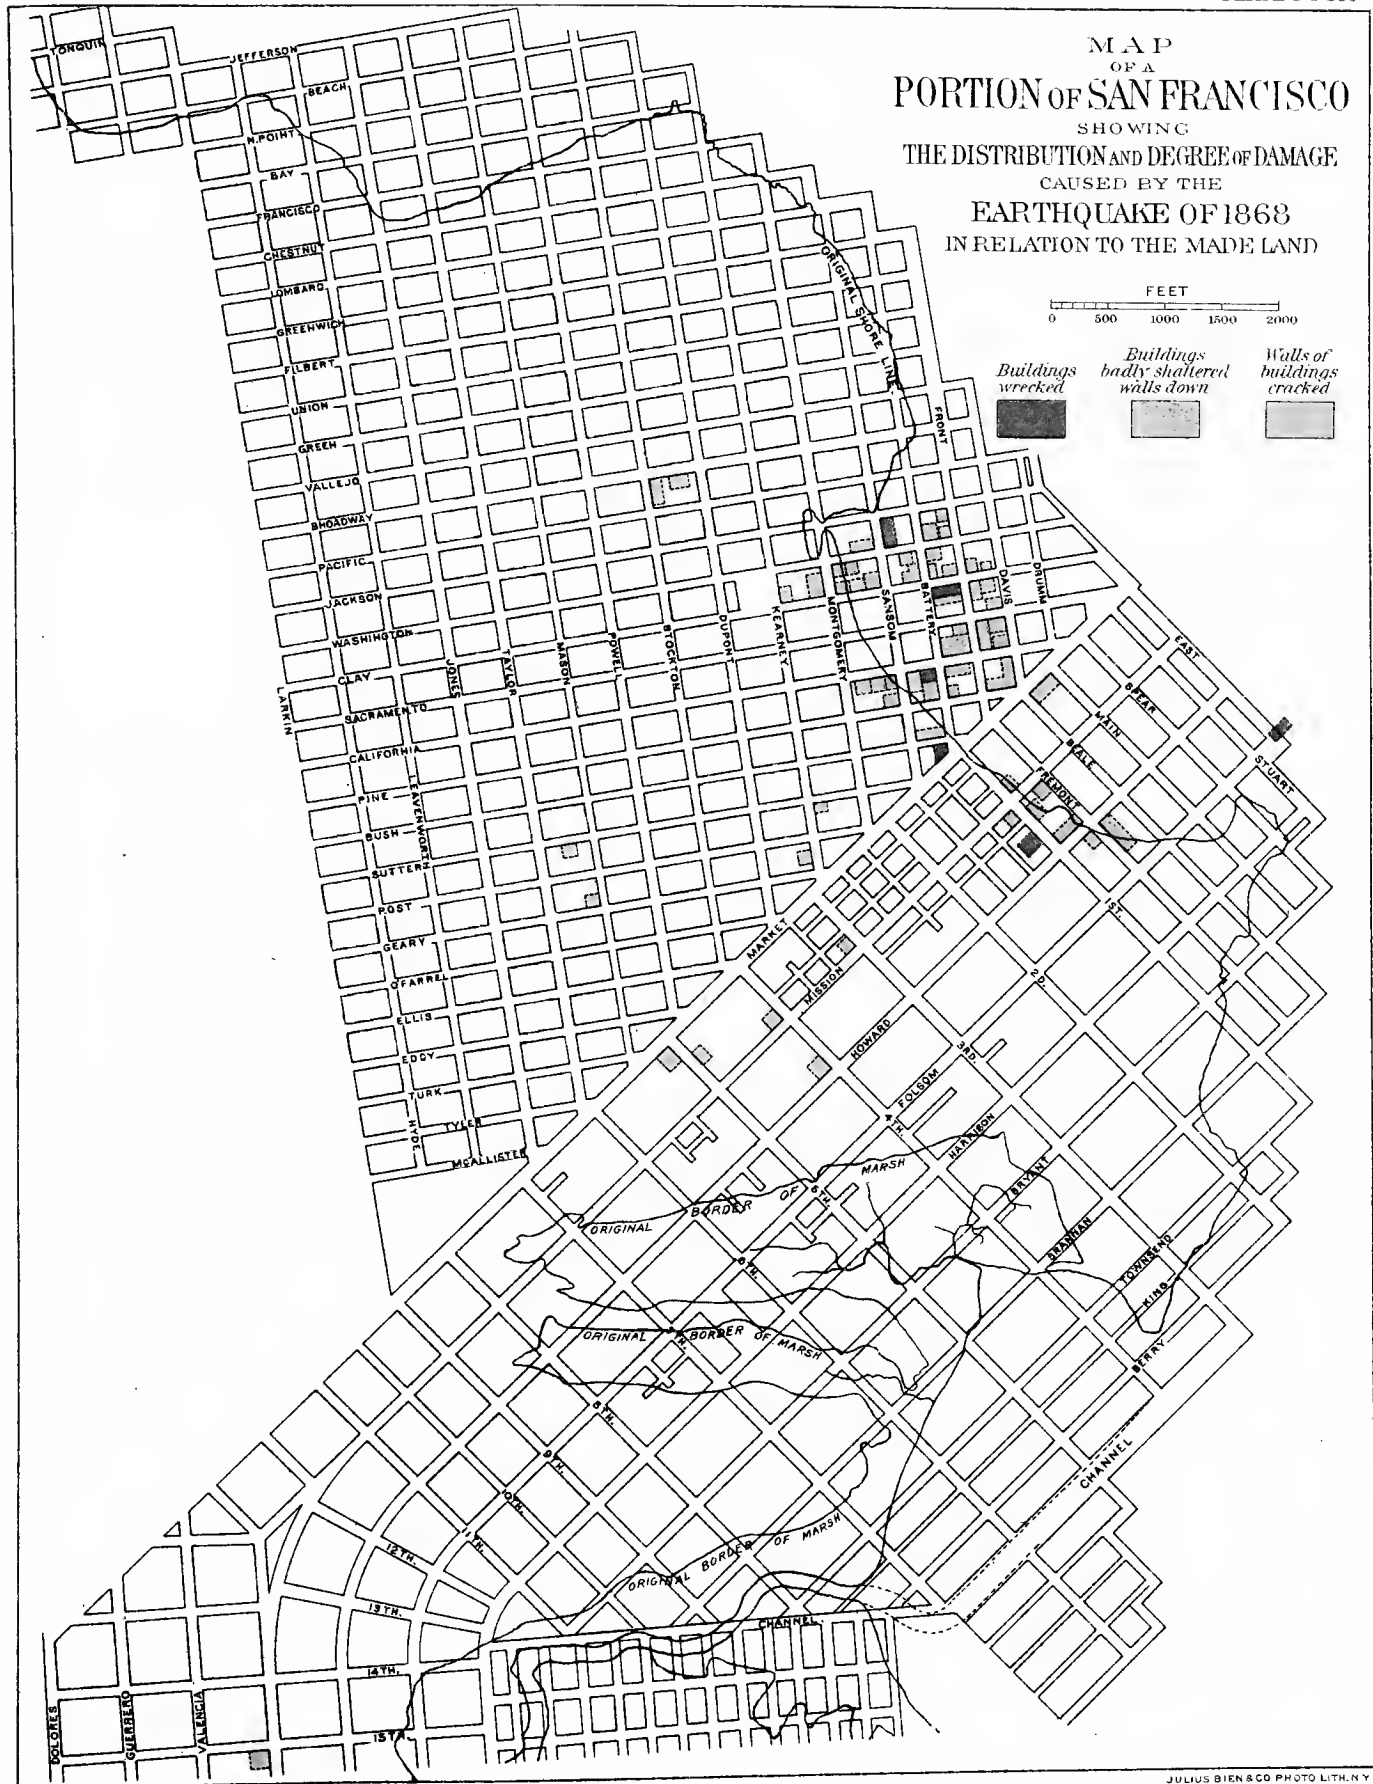 MAP
OF A
PORTION OF SAN FRANCISCO
SHOWING
THE DISTRIBUTION AND DEGREE OF DAMAGE
CAUSED BY THE
EARTHQUAKE OF 1868
IN RELATION TO THE MADE LAND
FEET
0 500 1000 1500 2000
Buildings
wrecked
Buildings
badly shattered
walls down
Walls of
buildings
cracked
TONQUIN
JEFFERSON
BEACH
N. POINT
BAY
FRANCISCO
CHESTNUT
LOMBARD
GREENWICH
FILBERT
UNION
GREEH
VALLEJO
BROADWAY
PACIFIC
JACKSON
WASHINGTON
CLAY
SACRAMENTO
CALIFORNIA
PINE
BUSH
SUTTER
POST
GEARY
O'FARREL
ELLIS
EDDY
TURK
TYLER
MCALLISTER
LARKIN
HYDE
LEAVENWORTH
JONES
TAYLOR
MASON
POWELL
STOCKTON
DUPONT
KEARNEY
MONTGOMERY
SANSOM
BATTERY
FRONT
DAVIS
DRUMM
ORIGINAL SHORE LINE
EAST
STUART
SPEAR
MAIN
BEALE
FREMONT
1ST.
2D.
3RD.
4TH.
5TH.
6TH.
7TH.
8TH.
9TH.
10TH.
11TH.
12TH.
13TH.
14TH.
15TH.
MARKET
MISSION
HOWARD
FOLSOM
HARRISON
BRYANT
BRANNAN
TOWNSEND
KING
BERRY
CHANNEL
ORIGINAL BORDER OF MARSH
ORIGINAL BORDER OF MARSH
ORIGINAL BORDER OF MARSH
CHANNEL
DOLORES
GUERRERO
VALENCIA
JULIUS BIEN & CO PHOTO LITH. N Y